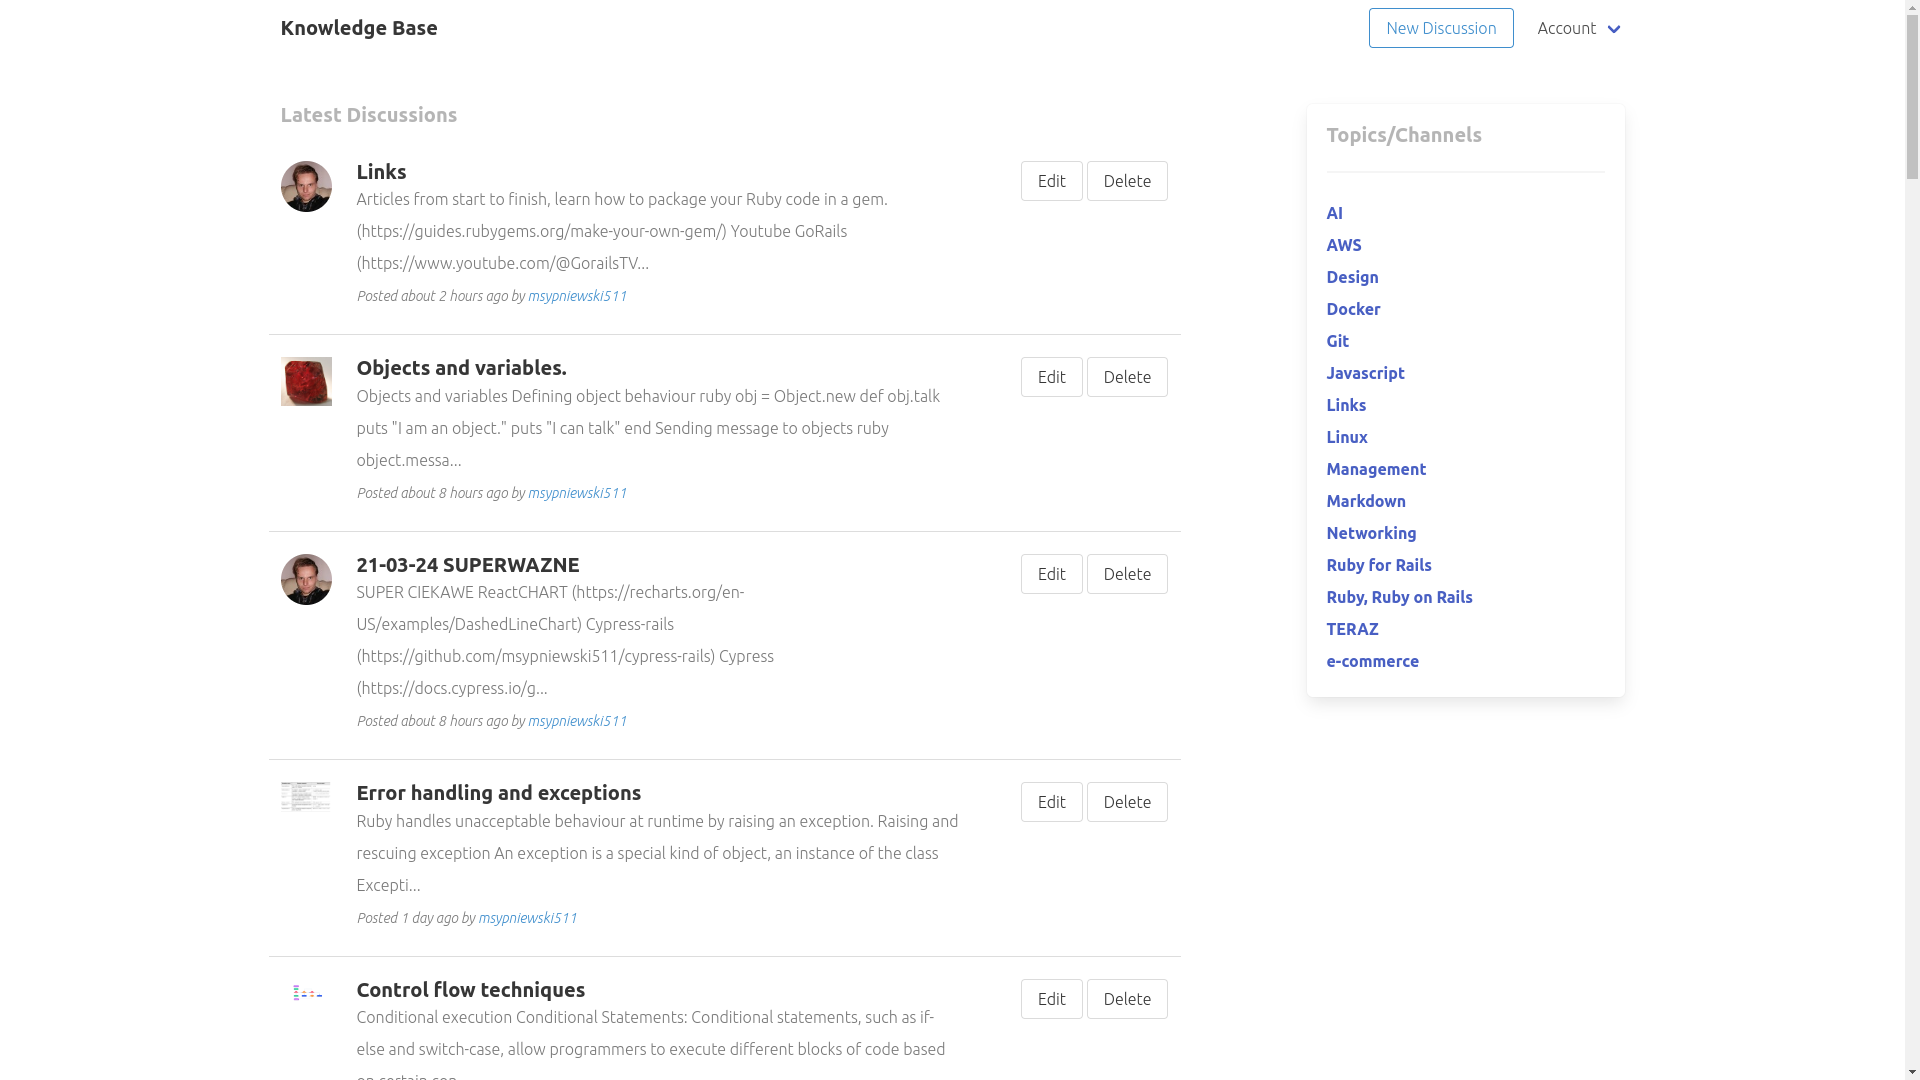 Knowledge Base
New Discussion
Account
Latest Discussions
Links
Edit
Delete
Articles from start to finish, learn how to package your Ruby code in a gem.
(https://guides.rubygems.org/make-your-own-gem/) Youtube GoRails
(https://www.youtube.com/@GorailsTV...
Posted about 2 hours ago by msypniewski511
Objects and variables.
Edit
Delete
Objects and variables Defining object behaviour ruby obj = Object.new def obj.talk
puts "I am an object." puts "I can talk" end Sending message to objects ruby
object.messa...
Posted about 8 hours ago by msypniewski511
21-03-24 SUPERWAZNE
Edit
Delete
SUPER CIEKAWE ReactCHART (https://recharts.org/en-
US/examples/DashedLineChart) Cypress-rails
(https://github.com/msypniewski511/cypress-rails) Cypress
(https://docs.cypress.io/g...
Posted about 8 hours ago by msypniewski511
Error handling and exceptions
Edit
Delete
Ruby handles unacceptable behaviour at runtime by raising an exception. Raising and
rescuing exception An exception is a special kind of object, an instance of the class
Excepti...
Posted 1 day ago by msypniewski511
Control flow techniques
Edit
Delete
Conditional execution Conditional Statements: Conditional statements, such as if-
else and switch-case, allow programmers to execute different blocks of code based
on certain con...
Topics/Channels
AI
AWS
Design
Docker
Git
Javascript
Links
Linux
Management
Markdown
Networking
Ruby for Rails
Ruby, Ruby on Rails
TERAZ
e-commerce